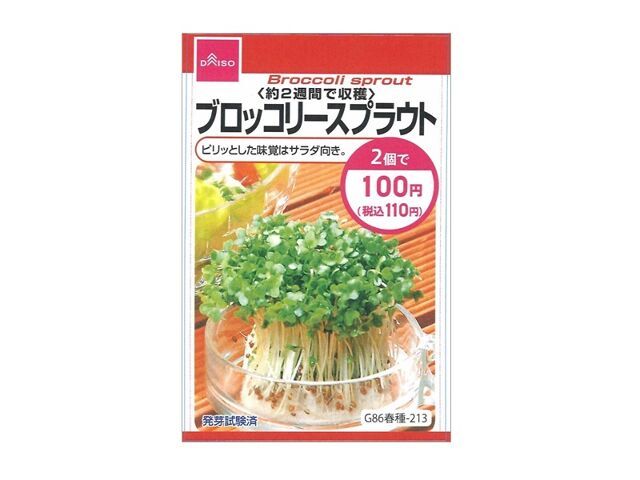 DAISO
Broccoli sprout
〈約2週間で収穫〉
ブロッコリースプラウト
ピリッとした味覚はサラダ向き。
2個で
100円
(税込110円)
発芽試験済
G86春種-213